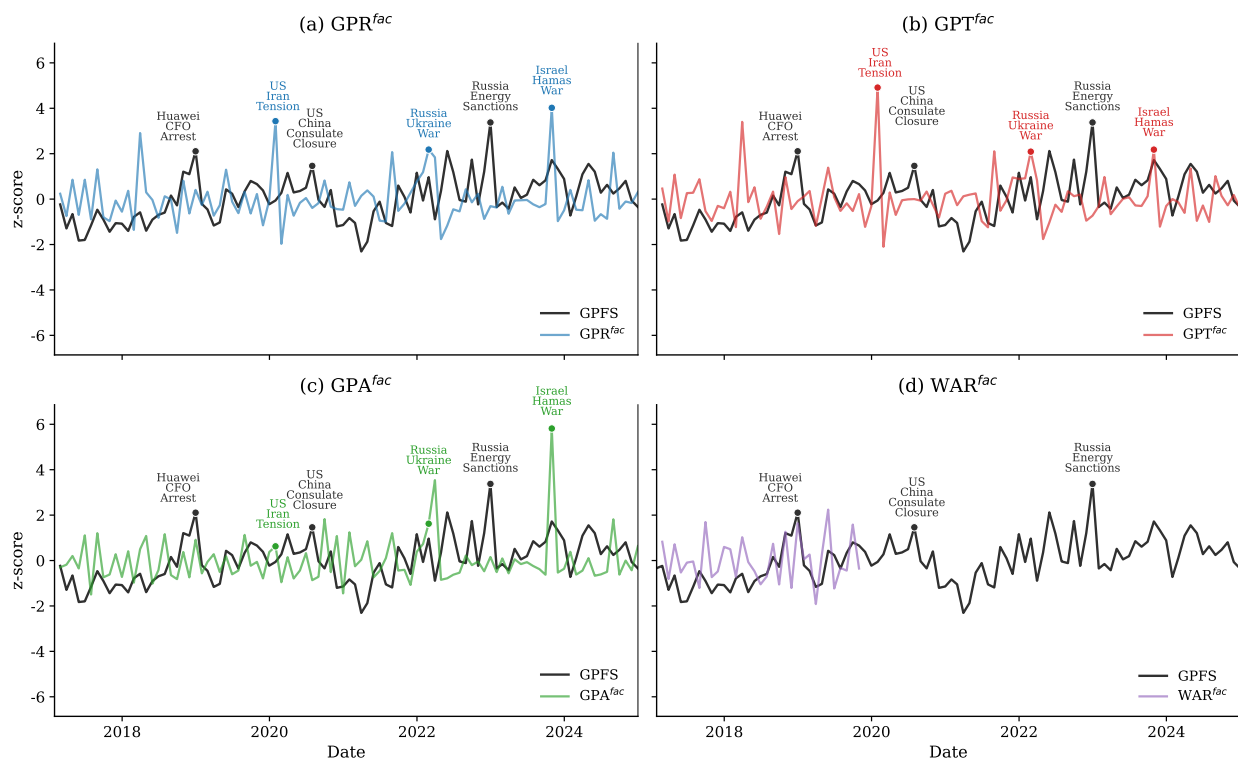 (a) GPR^fac
(b) GPT^fac
6
4
2
0
-2
-4
-6
z-score
Huawei
CFO
Arrest
US
Iran
Tension
US
China
Consulate
Closure
Russia
Ukraine
War
Russia
Energy
Sanctions
Israel
Hamas
War
GPFS
GPR^fac
Huawei
CFO
Arrest
US
Iran
Tension
US
China
Consulate
Closure
Russia
Ukraine
War
Russia
Energy
Sanctions
Israel
Hamas
War
GPFS
GPT^fac
(c) GPA^fac
(d) WAR^fac
6
4
2
0
-2
-4
-6
z-score
Huawei
CFO
Arrest
US
Iran
Tension
US
China
Consulate
Closure
Russia
Ukraine
War
Russia
Energy
Sanctions
Israel
Hamas
War
GPFS
GPA^fac
2018
2020
2022
2024
Date
Huawei
CFO
Arrest
US
China
Consulate
Closure
Russia
Energy
Sanctions
GPFS
WAR^fac
2018
2020
2022
2024
Date